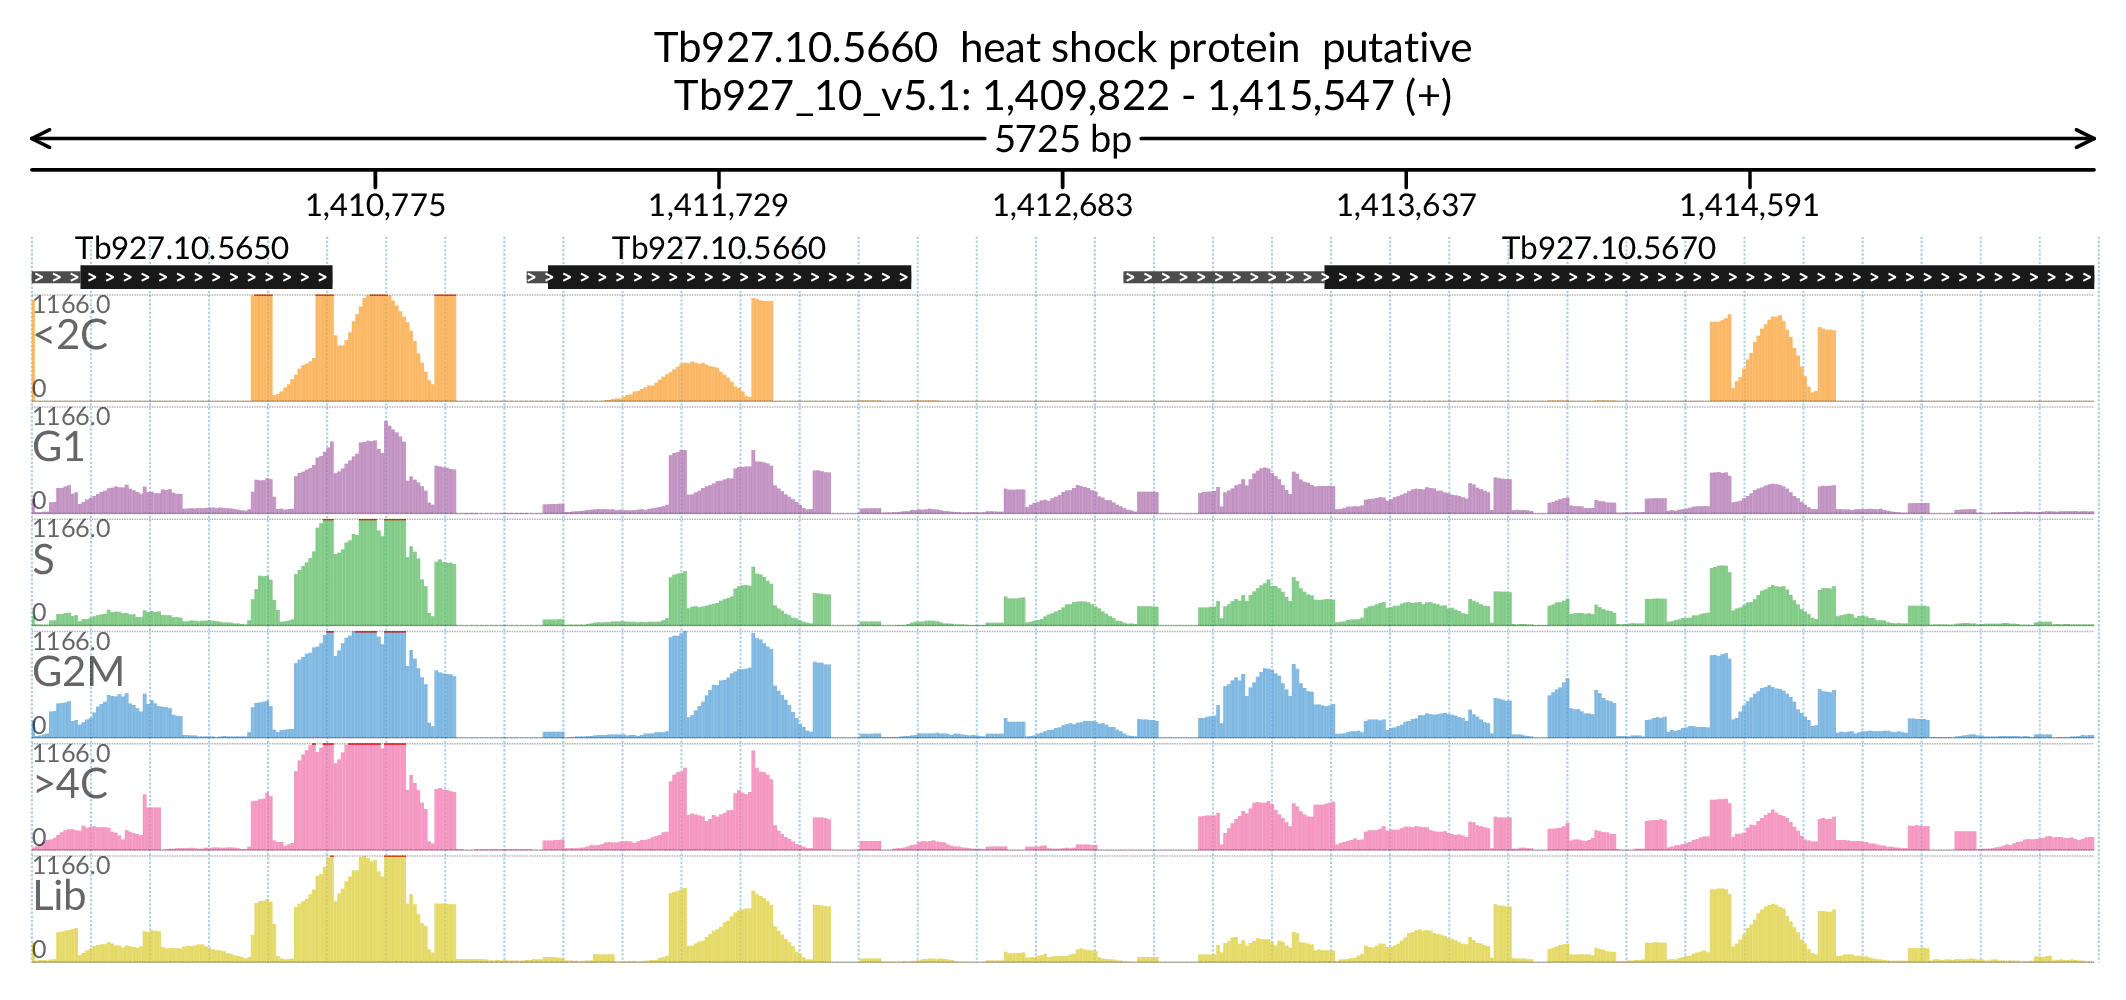 Tb927.10.5660 heat shock protein putative
Tb927_10_v5.1: 1,409,822 - 1,415,547 (+)
5725 bp
1,410,775 1,411,729 1,412,683 1,413,637 1,414,591
Tb927.10.5650 Tb927.10.5660 Tb927.10.5670
1166.0
<2C
0
1166.0
G1
0
1166.0
S
0
1166.0
G2M
0
1166.0
>4C
0
1166.0
Lib
0